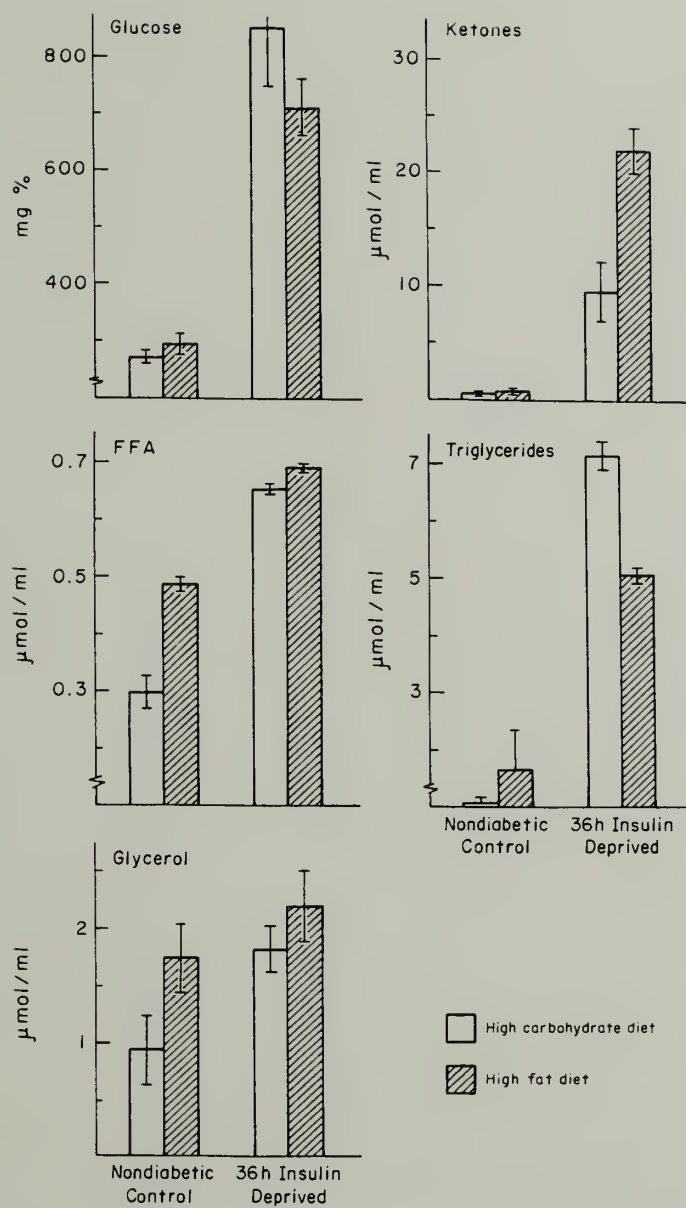 Glucose
800
600
400
mg %
Ketones
30
20
10
μmol / ml
FFA
0.7
0.5
0.3
μmol / ml
Triglycerides
7
5
3
μmol / ml
Nondiabetic
Control
36h Insulin
Deprived
Glycerol
2
1
μmol/ml
Nondiabetic
Control
36h Insulin
Deprived
High carbohydrate diet
High fat diet